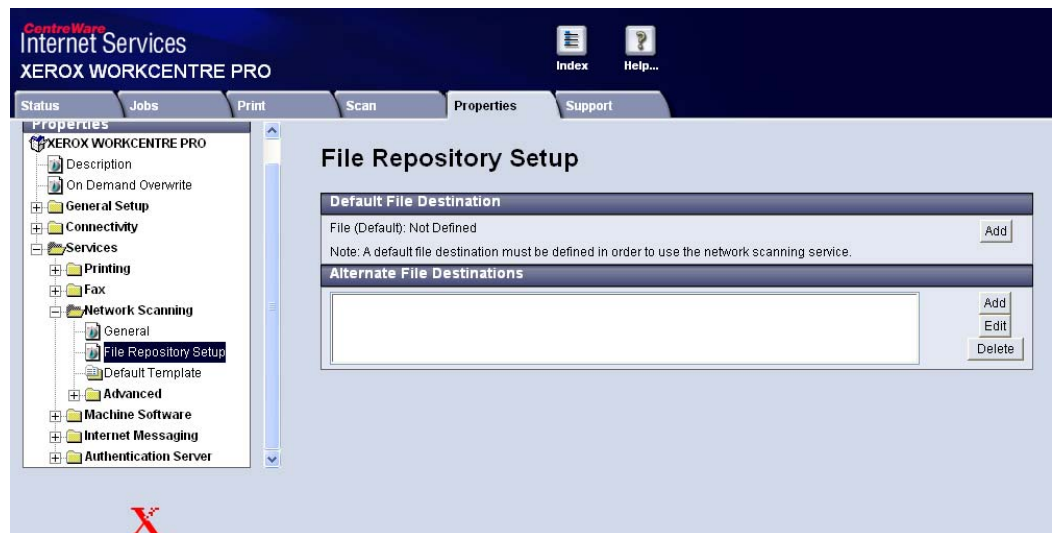 CentreWare
Internet Services
XEROX WORKCENTRE PRO
Index
Help...
Status
Jobs
Print
Scan
Properties
Support
Properties
XEROX WORKCENTRE PRO
Description
On Demand Overwrite
General Setup
Connectivity
Services
Printing
Fax
Network Scanning
General
File Repository Setup
Default Template
Advanced
Machine Software
Internet Messaging
Authentication Server
File Repository Setup
Default File Destination
File (Default): Not Defined
Add
Note: A default file destination must be defined in order to use the network scanning service.
Alternate File Destinations
Add
Edit
Delete
X